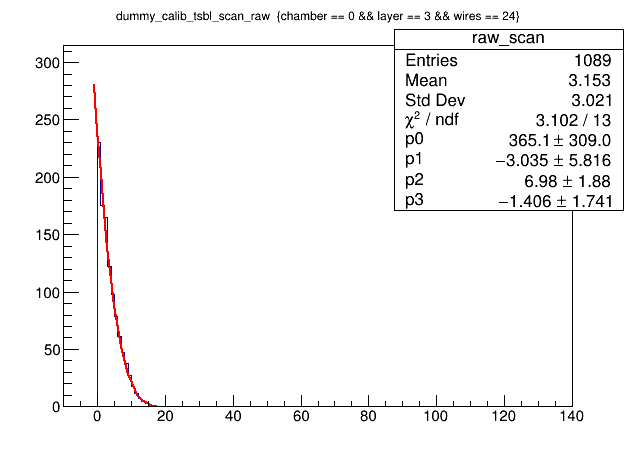 dummy_calib_tsbl_scan_raw {chamber == 0 && layer == 3 && wires == 24}
raw_scan
Entries 1089
Mean 3.153
Std Dev 3.021
χ² / ndf 3.102 / 13
p0 365.1 ± 309.0
p1 −3.035 ± 5.816
p2 6.98 ± 1.88
p3 −1.406 ± 1.741
300
250
200
150
100
50
0
0 20 40 60 80 100 120 140